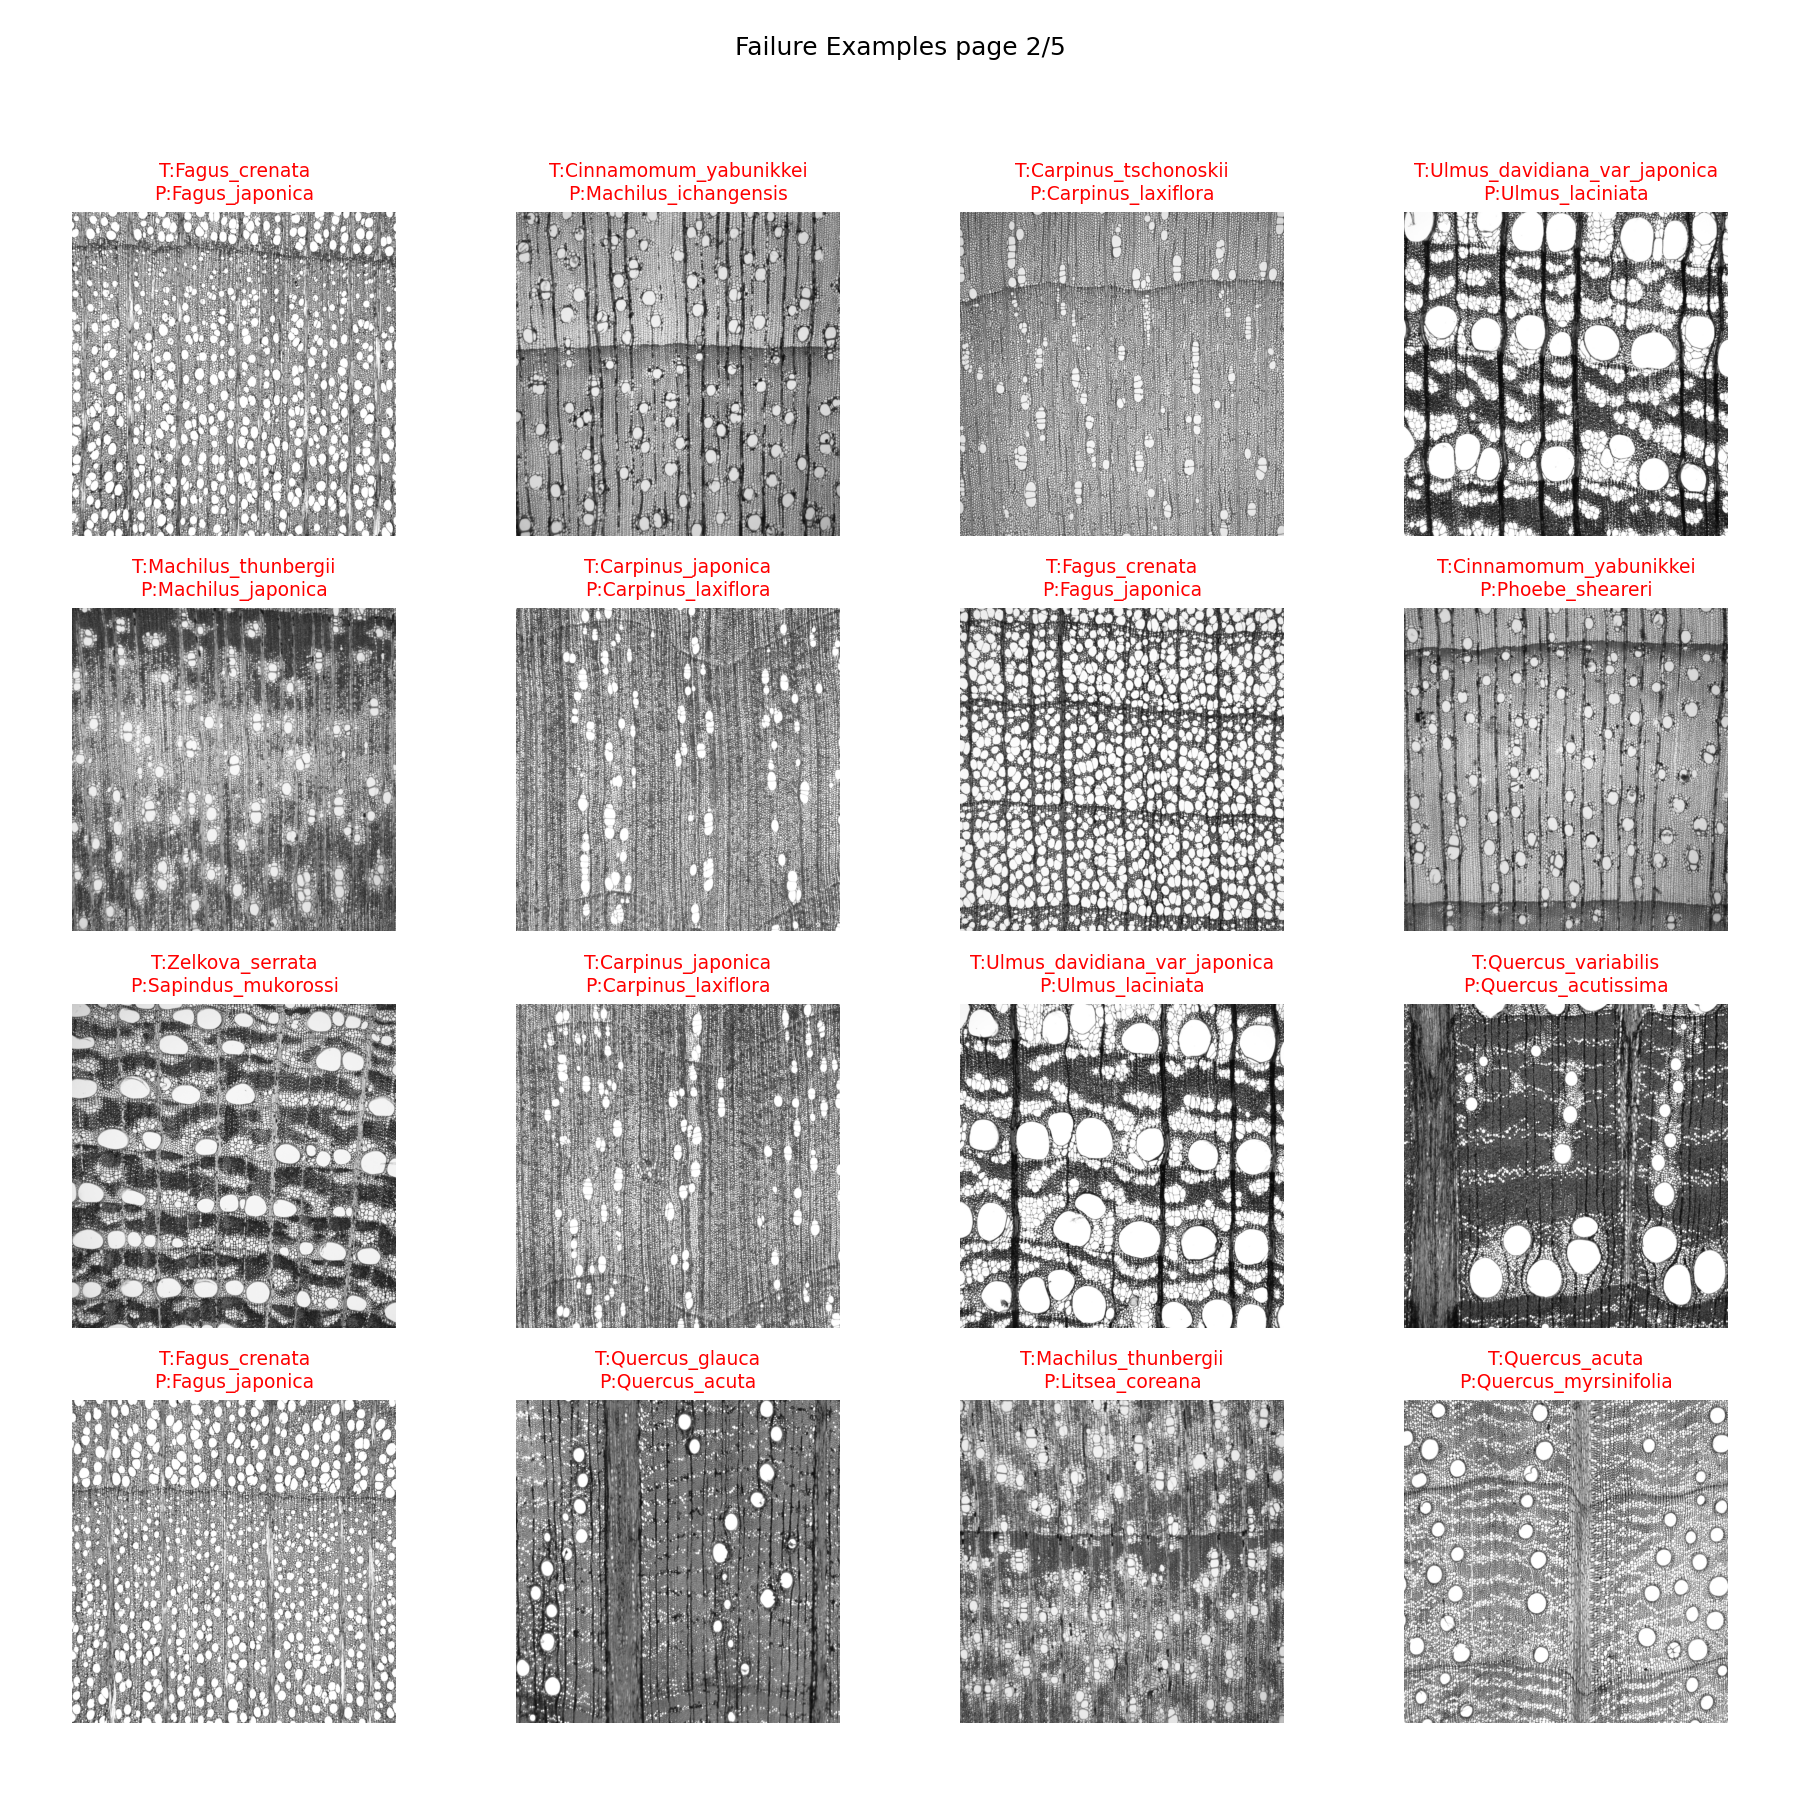 Failure Examples page 2/5
T:Fagus_crenata
P:Fagus_japonica
T:Cinnamomum_yabunikkei
P:Machilus_ichangensis
T:Carpinus_tschonoskii
P:Carpinus_laxiflora
T:Ulmus_davidiana_var_japonica
P:Ulmus_laciniata
T:Machilus_thunbergii
P:Machilus_japonica
T:Carpinus_japonica
P:Carpinus_laxiflora
T:Fagus_crenata
P:Fagus_japonica
T:Cinnamomum_yabunikkei
P:Phoebe_sheareri
T:Zelkova_serrata
P:Sapindus_mukorossi
T:Carpinus_japonica
P:Carpinus_laxiflora
T:Ulmus_davidiana_var_japonica
P:Ulmus_laciniata
T:Quercus_variabilis
P:Quercus_acutissima
T:Fagus_crenata
P:Fagus_japonica
T:Quercus_glauca
P:Quercus_acuta
T:Machilus_thunbergii
P:Litsea_coreana
T:Quercus_acuta
P:Quercus_myrsinifolia